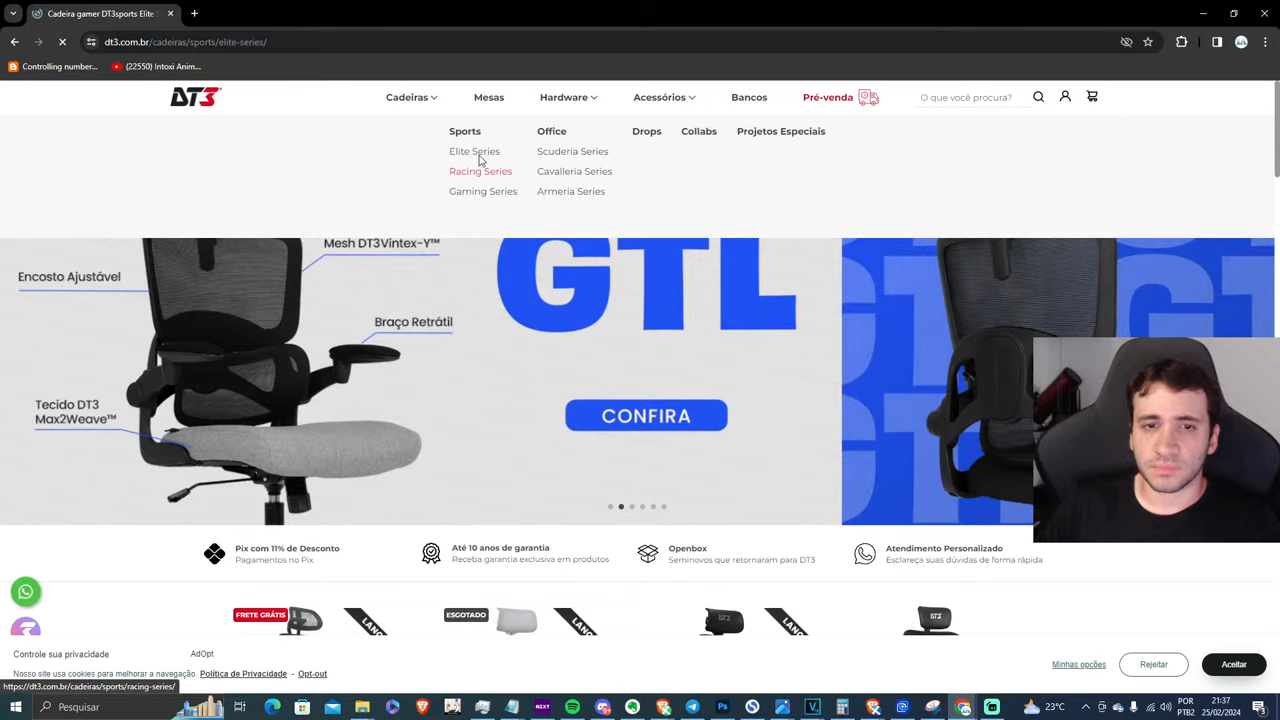 Cadeira game DT3sports
dt3.com.br/cadeiras/sports/elite-series/
Controlling number...
(22550) Intoxi Anim...
DT3
Cadeiras
Mesas
Hardware
Acessórios
Bancos
Pré-venda
O que você procura?
Sports
Office
Drops
Collabs
Projetos Especiais
Elite Series
Scuderia Series
Racing Series
Cavalleria Series
Gaming Series
Armeria Series
Mesh DT3Vintex-Y™
Encosto Ajustável
Braço Retrátil
Tecido DT3
Max2Weave™
GTL
CONFIRA
Pix com 11% de Desconto
Pagamentos no Pix
Até 10 anos de garantia
Receba garantia exclusiva em produtos
Openbox
Seminovos que retornaram para DT3
Atendimento Personalizado
Esclareça suas dúvidas de forma rápida
FRETE GRÁTIS
ESGOTADO
Controle sua privacidade
AdOpt
Nosso site usa cookies para melhorar a navegação. Política de Privacidade - Opt-out
Minhas opções
Rejeitar
Aceitar
https://dt3.com.br/cadeiras/sports/racing-series/
Pesquisar
23°C
POR
PTB2
21:37
25/02/2024